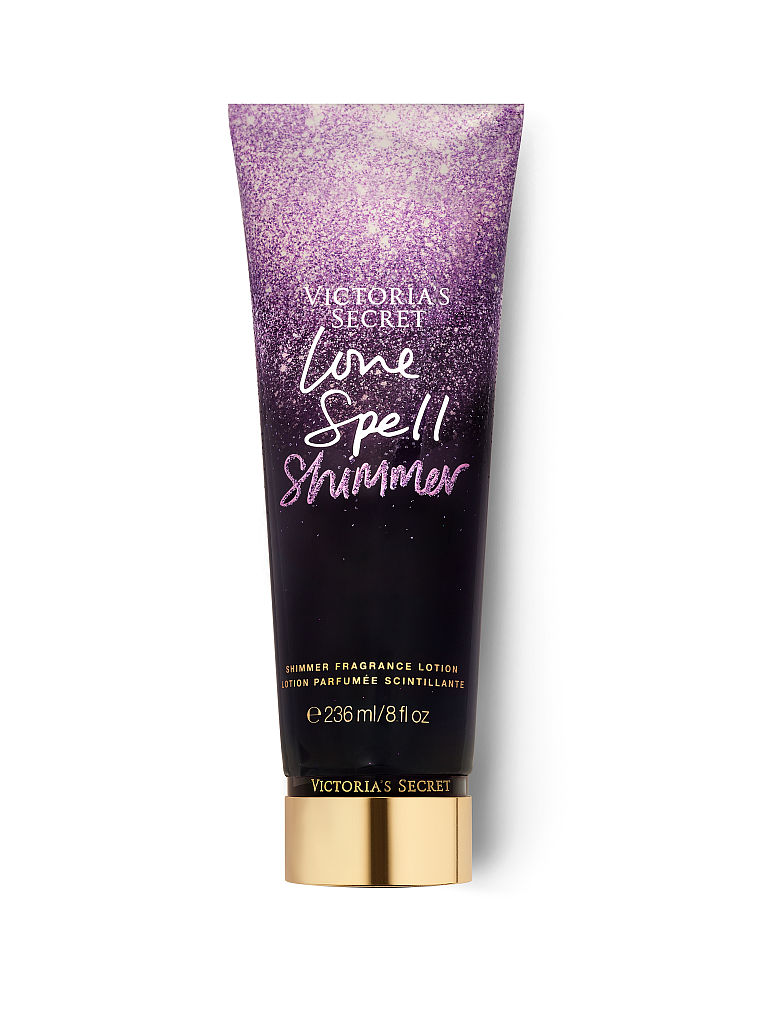 VICTORIA'S
SECRET
Love
Spell
Shimmer
SHIMMER FRAGRANCE LOTION
LOTION PARFUMÉE SCINTILLANTE
℮ 236 ml/8 fl oz
VICTORIA'S SECRET